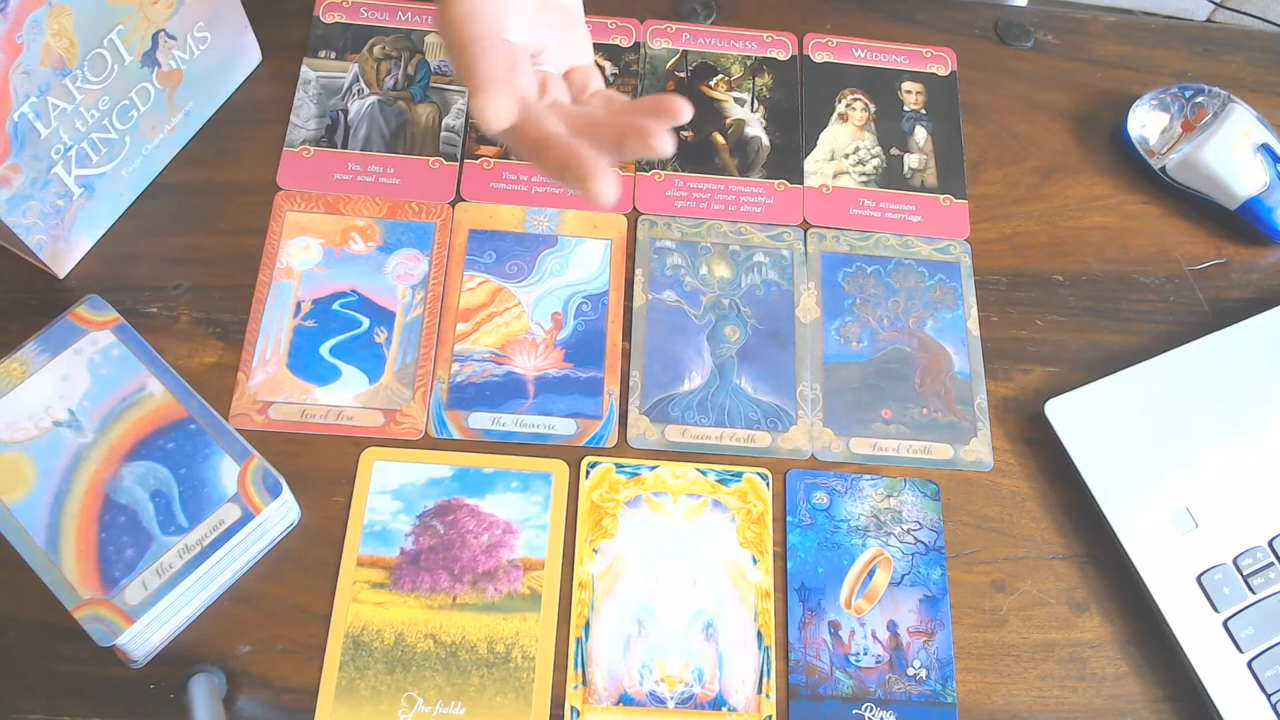 TAROT
of the
KINGDOMS
SOUL MATE
Yes, this is
your soul mate.
You've alrea
romantic partner yo
PLAYFULNESS
To recapture romance,
allow your inner youthful
spirit of fun to shine!
WEDDING
This situation
involves marriage.
Ten of Fire
The Universe
Queen of Earth
Five of Earth
I The Magician
The fields
25
Ring